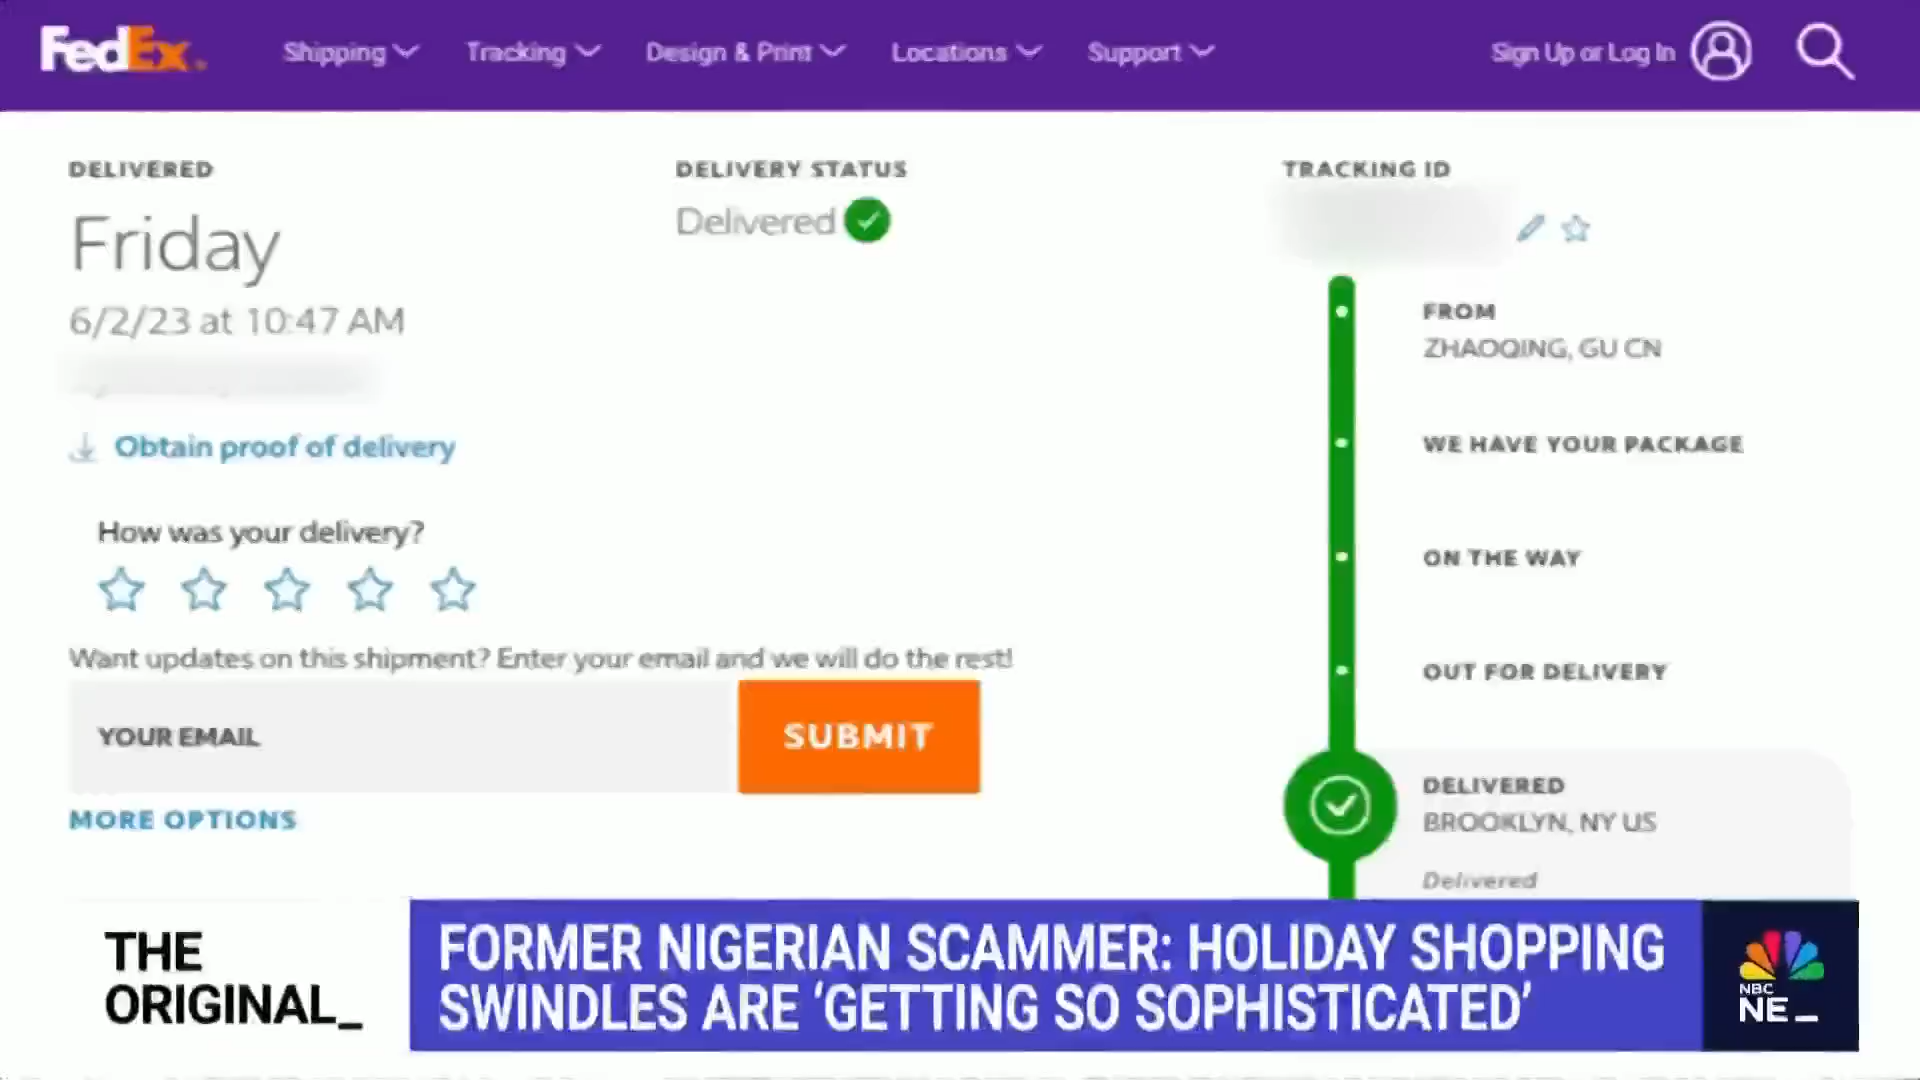 FedEx.
Shipping
Tracking
Design & Print
Locations
Support
Sign Up or Log In
DELIVERED
Friday
6/2/23 at 10:47 AM
Obtain proof of delivery
How was your delivery?
Want updates on this shipment? Enter your email and we will do the rest!
YOUR EMAIL
SUBMIT
MORE OPTIONS
DELIVERY STATUS
Delivered
TRACKING ID
FROM
ZHAOQING, GU CN
WE HAVE YOUR PACKAGE
ON THE WAY
OUT FOR DELIVERY
DELIVERED
BROOKLYN, NY US
Delivered
THE
ORIGINAL_
FORMER NIGERIAN SCAMMER: HOLIDAY SHOPPING
SWINDLES ARE ‘GETTING SO SOPHISTICATED’
NBC
NE_